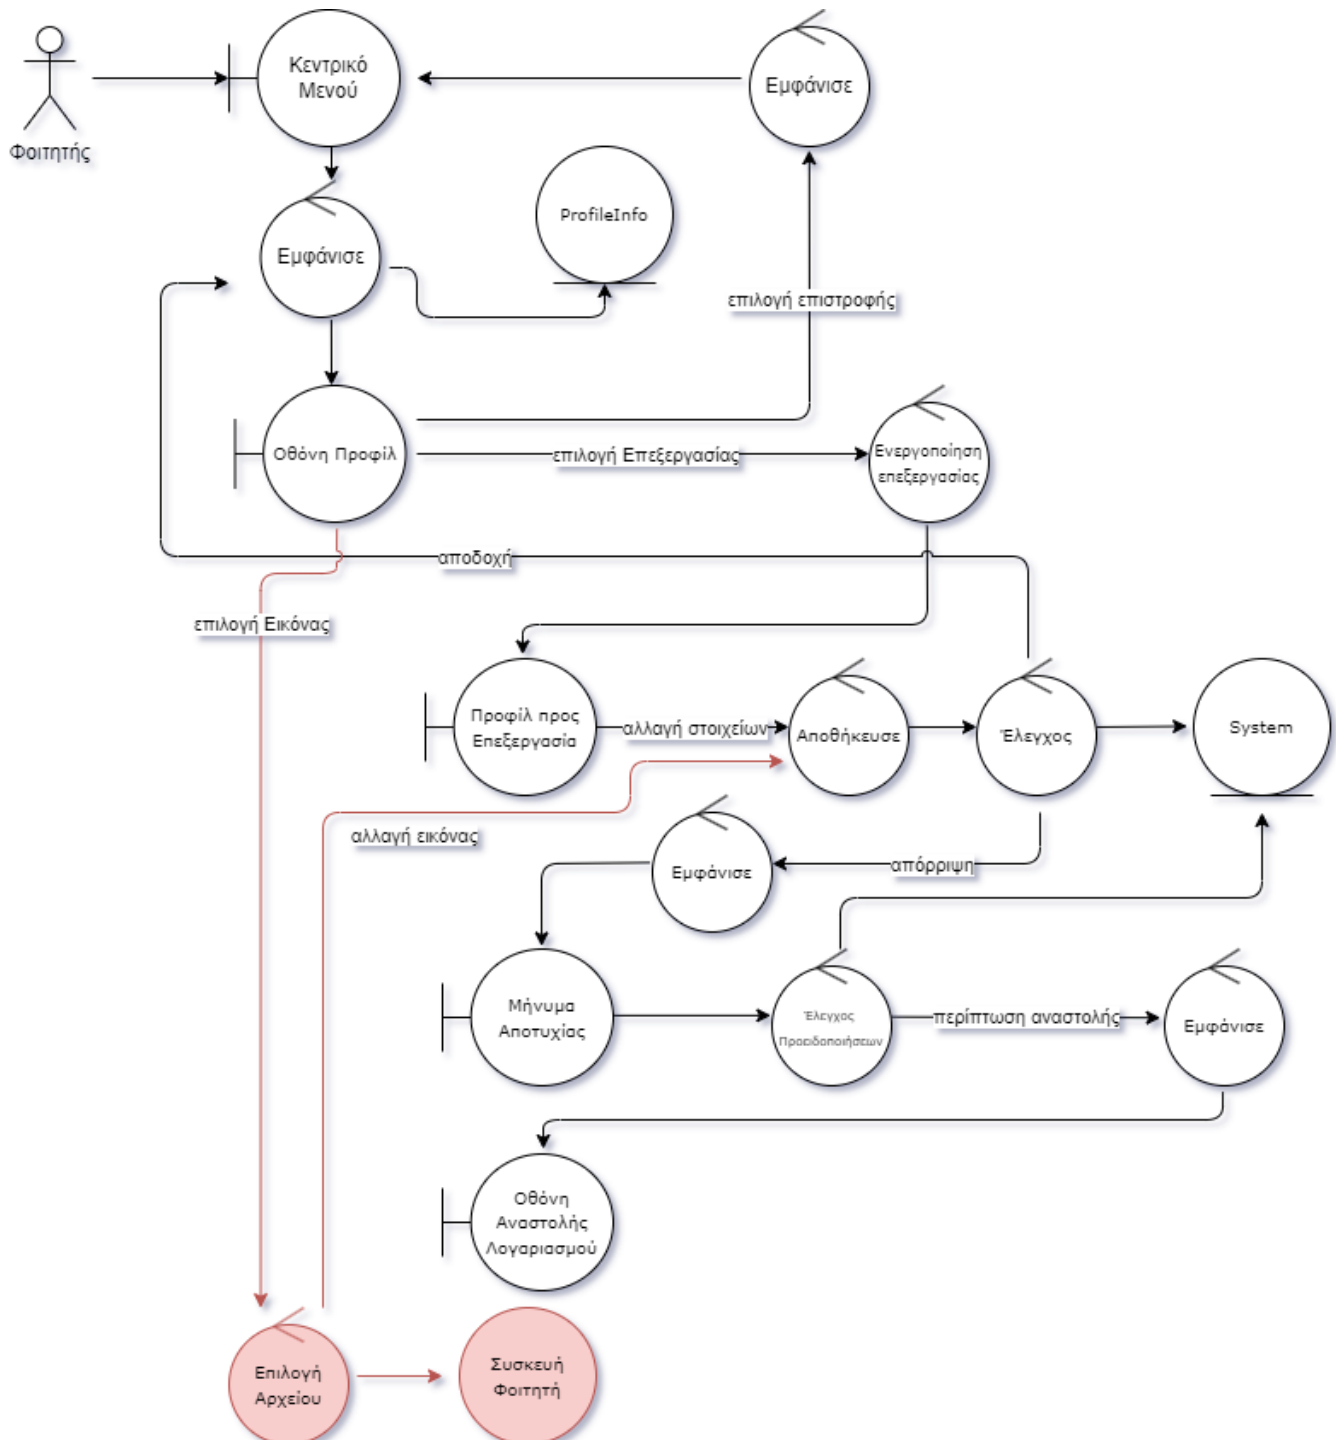 Κεντρικό
Μενού
Εμφάνισε
Φοιτητής
ProfileInfo
Εμφάνισε
επιλογή επιστροφής
Οθόνη Προφίλ
επιλογή Επεξεργασίας
Ενεργοποίηση
επεξεργασίας
αποδοχή
επιλογή Εικόνας
Προφίλ προς
Επεξεργασία
αλλαγή στοιχείων
Αποθήκευσε
Έλεγχος
System
αλλαγή εικόνας
Εμφάνισε
απόρριψη
Μήνυμα
Αποτυχίας
Έλεγχος
Προειδοποιήσεων
περίπτωση αναστολής
Εμφάνισε
Οθόνη
Αναστολής
Λογαριασμού
Επιλογή
Αρχείου
Συσκευή
Φοιτητή